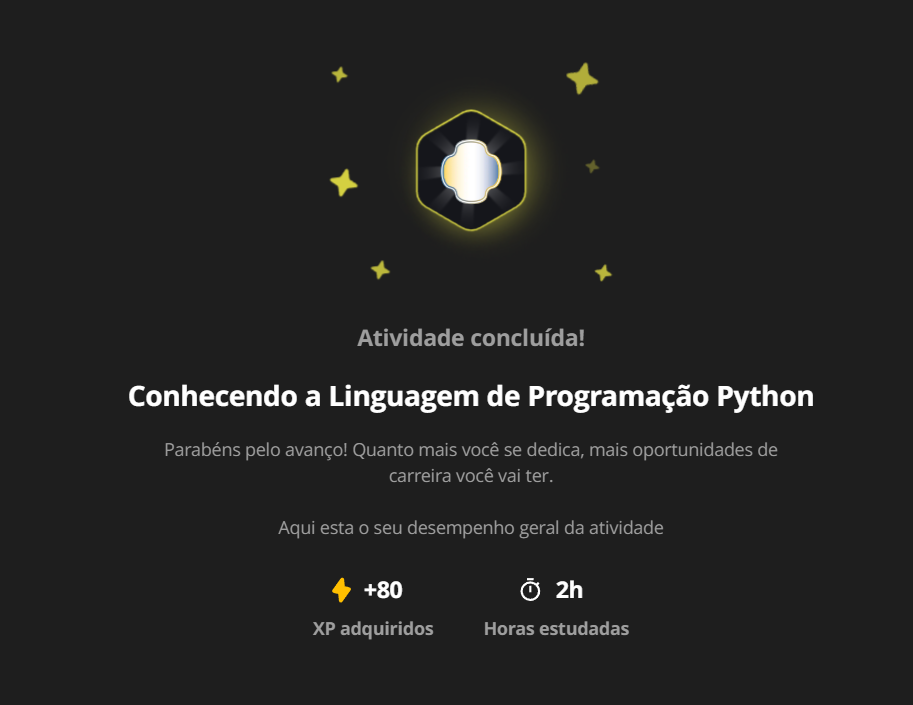 Atividade concluída!
Conhecendo a Linguagem de Programação Python
Parabéns pelo avanço! Quanto mais você se dedica, mais oportunidades de
carreira você vai ter.
Aqui esta o seu desempenho geral da atividade
+80 2h
XP adquiridos Horas estudadas